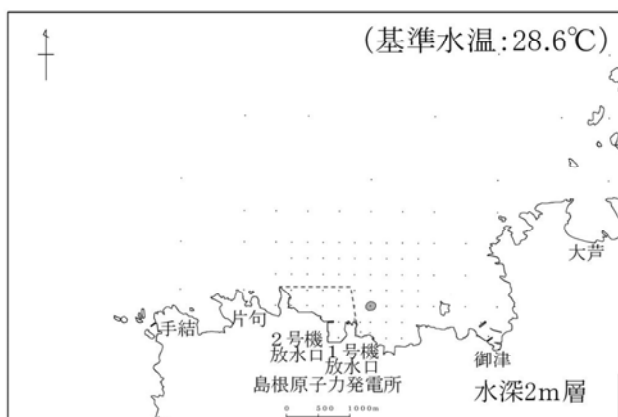 (基準水温:28.6℃)
大芦
手結
片句
2号機
放水口
1号機
放水口
御津
島根原子力発電所
水深2m層
0 500 1000m